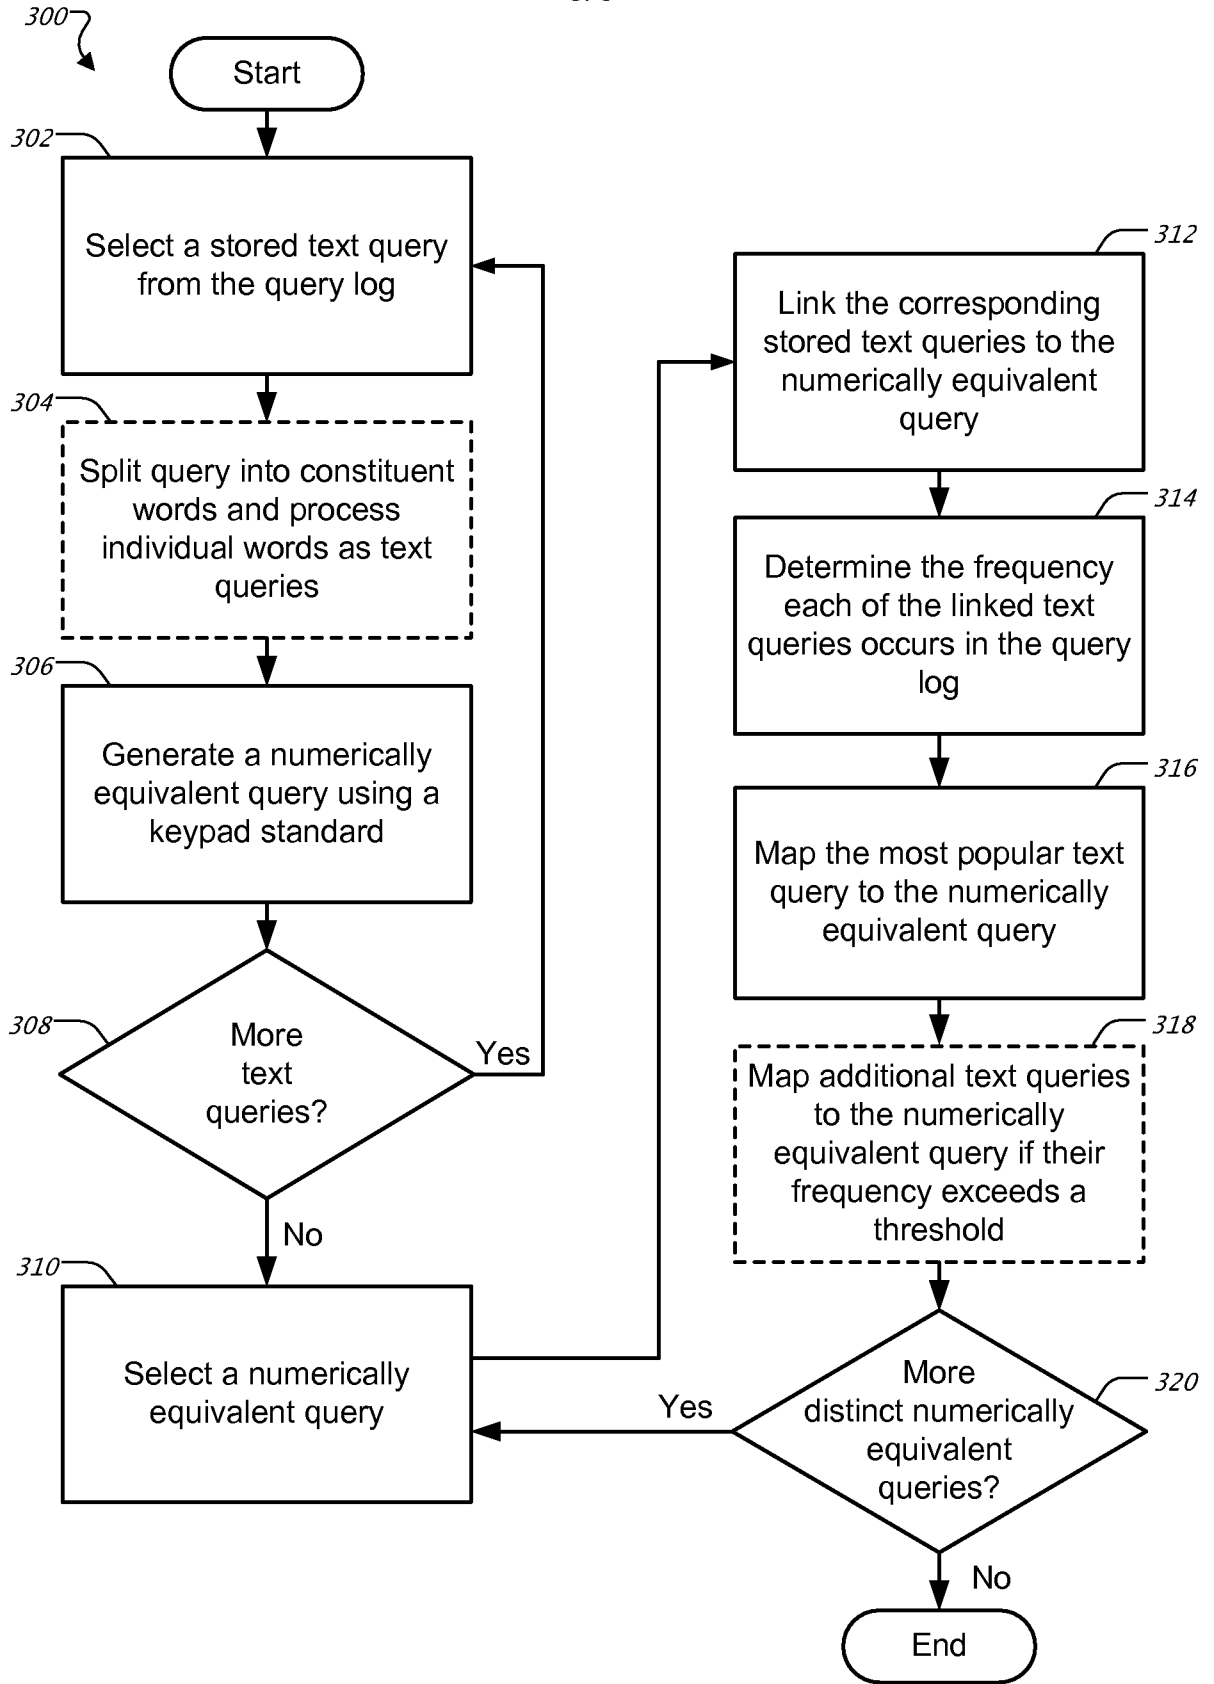 300
Start
302
Select a stored text query
from the query log
304
Split query into constituent
words and process
individual words as text
queries
306
Generate a numerically
equivalent query using a
keypad standard
308
More
text
queries?
Yes
No
310
Select a numerically
equivalent query
312
Link the corresponding
stored text queries to the
numerically equivalent
query
314
Determine the frequency
each of the linked text
queries occurs in the query
log
316
Map the most popular text
query to the numerically
equivalent query
318
Map additional text queries
to the numerically
equivalent query if their
frequency exceeds a
threshold
320
More
distinct numerically
equivalent
queries?
Yes
No
End